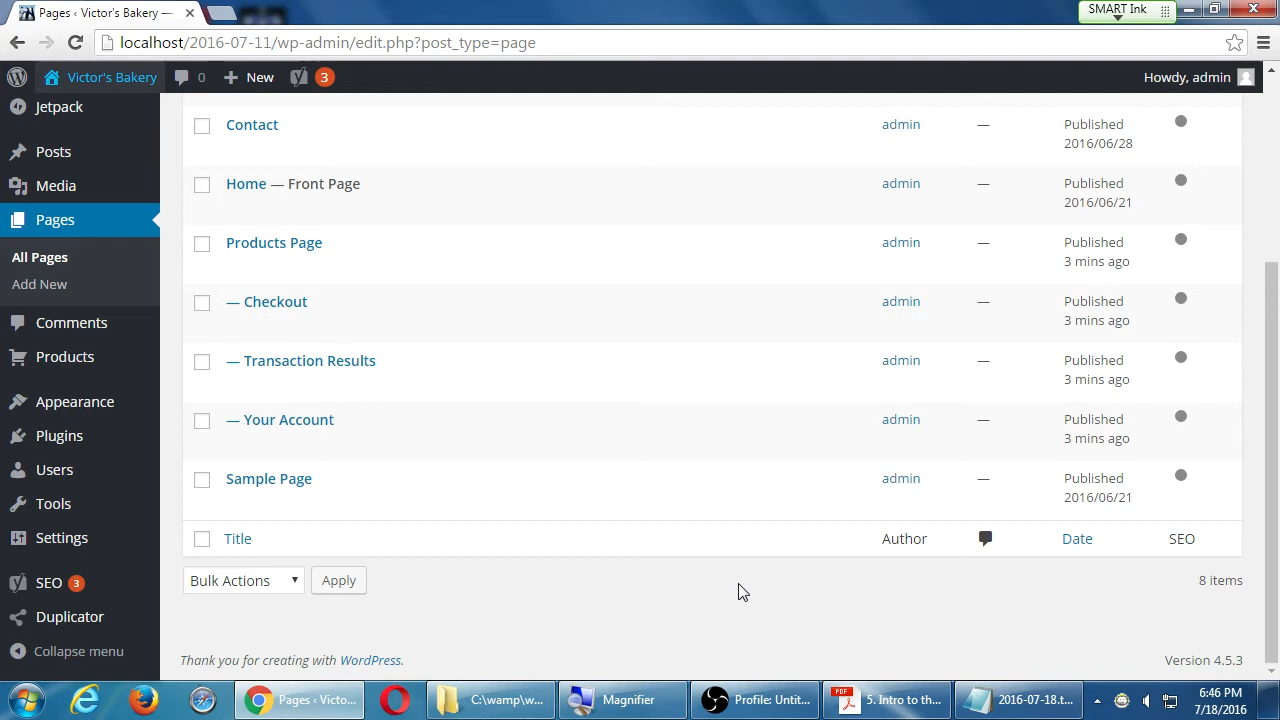 Pages ‹ Victor's Bakery —
SMART Ink
localhost/2016-07-11/wp-admin/edit.php?post_type=page
Victor's Bakery 0 New 3 Howdy, admin
Jetpack
Posts
Media
Pages
All Pages
Add New
Comments
Products
Appearance
Plugins
Users
Tools
Settings
SEO 3
Duplicator
Collapse menu
Contact admin — Published
2016/06/28
Home — Front Page admin — Published
2016/06/21
Products Page admin — Published
3 mins ago
— Checkout admin — Published
3 mins ago
— Transaction Results admin — Published
3 mins ago
— Your Account admin — Published
3 mins ago
Sample Page admin — Published
2016/06/21
Title Author Date SEO
Bulk Actions Apply 8 items
Thank you for creating with WordPress. Version 4.5.3
Pages ‹ Victo... C:\wamp\w... Magnifier Profile: Untit... PDF 5. Intro to th... 2016-07-18.t... 6:46 PM
7/18/2016